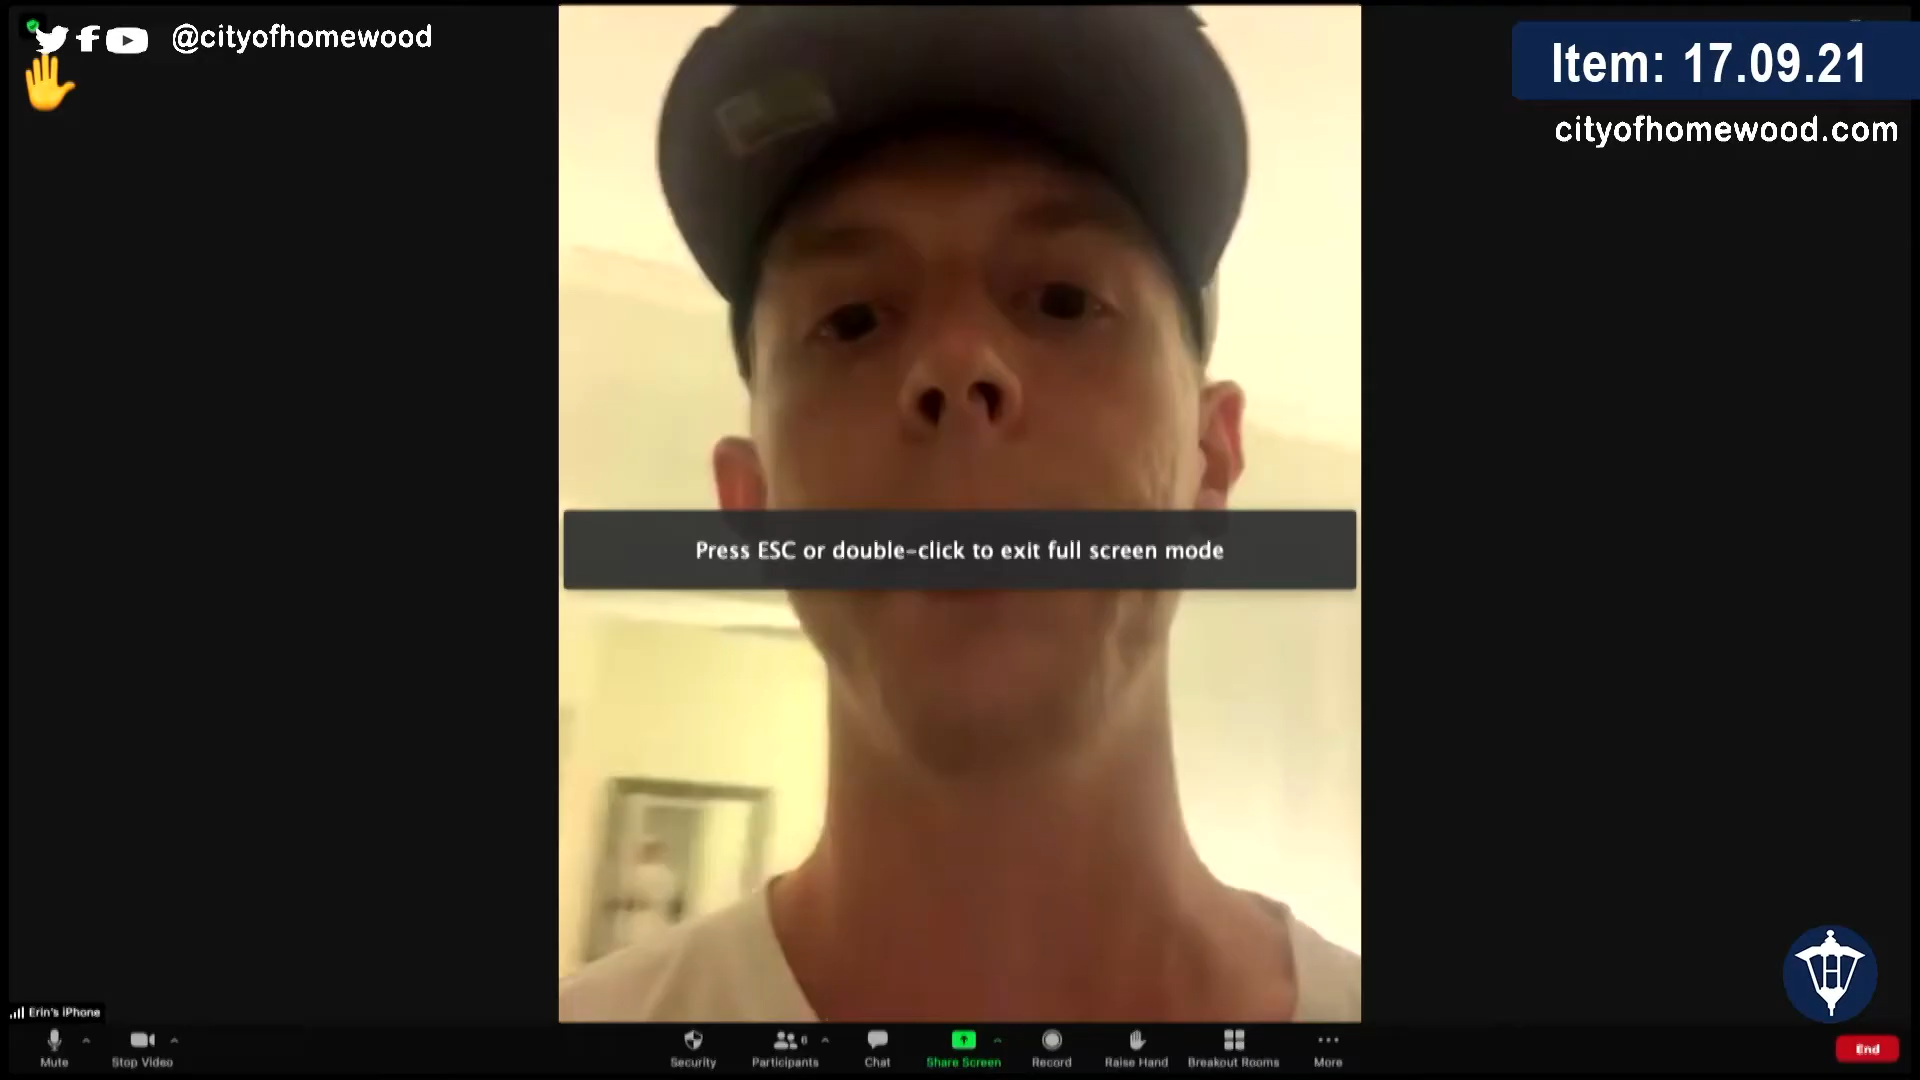 @cityofhomewood
Item: 17.09.21
cityofhomewood.com
Press ESC or double-click to exit full screen mode
Erin's iPhone
Mute
Stop Video
Security
Participants
6
Chat
Share Screen
Record
Raise Hand
Breakout Rooms
More
End
H